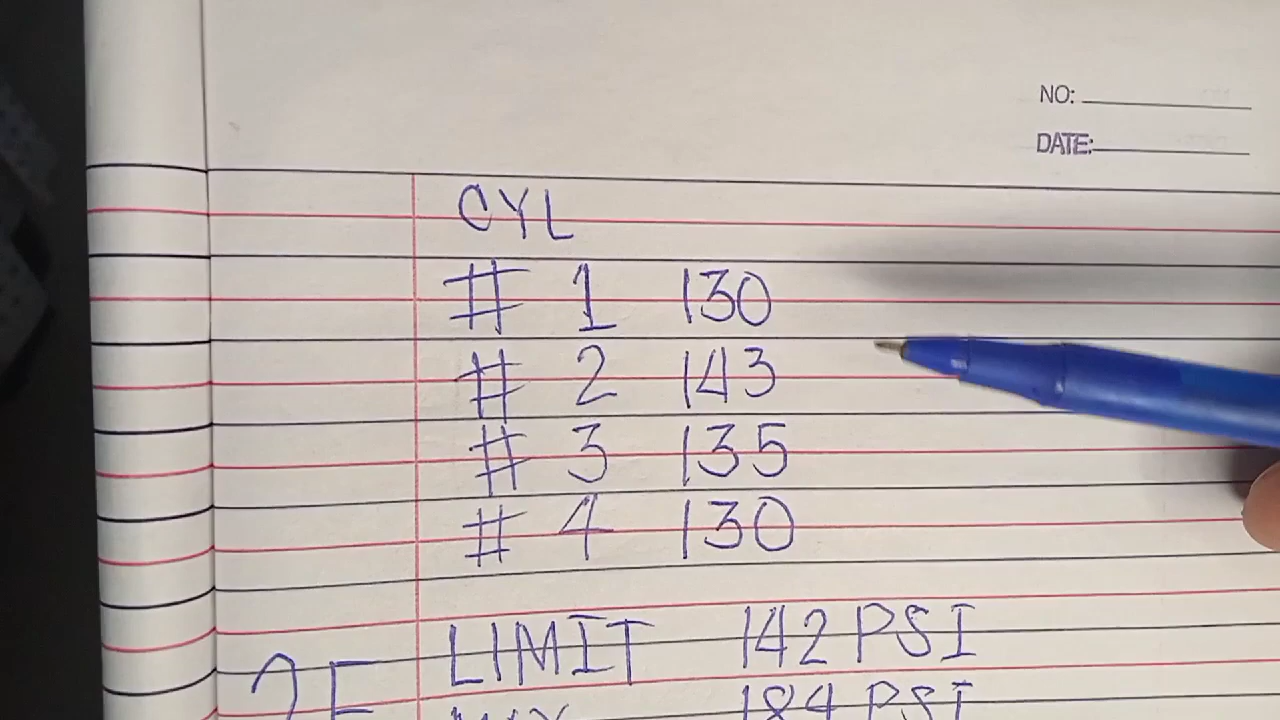 NO:
DATE:
CYL
# 1 130
# 2 143
# 3 135
# 4 130
LIMIT 142 PSI
184 PSI